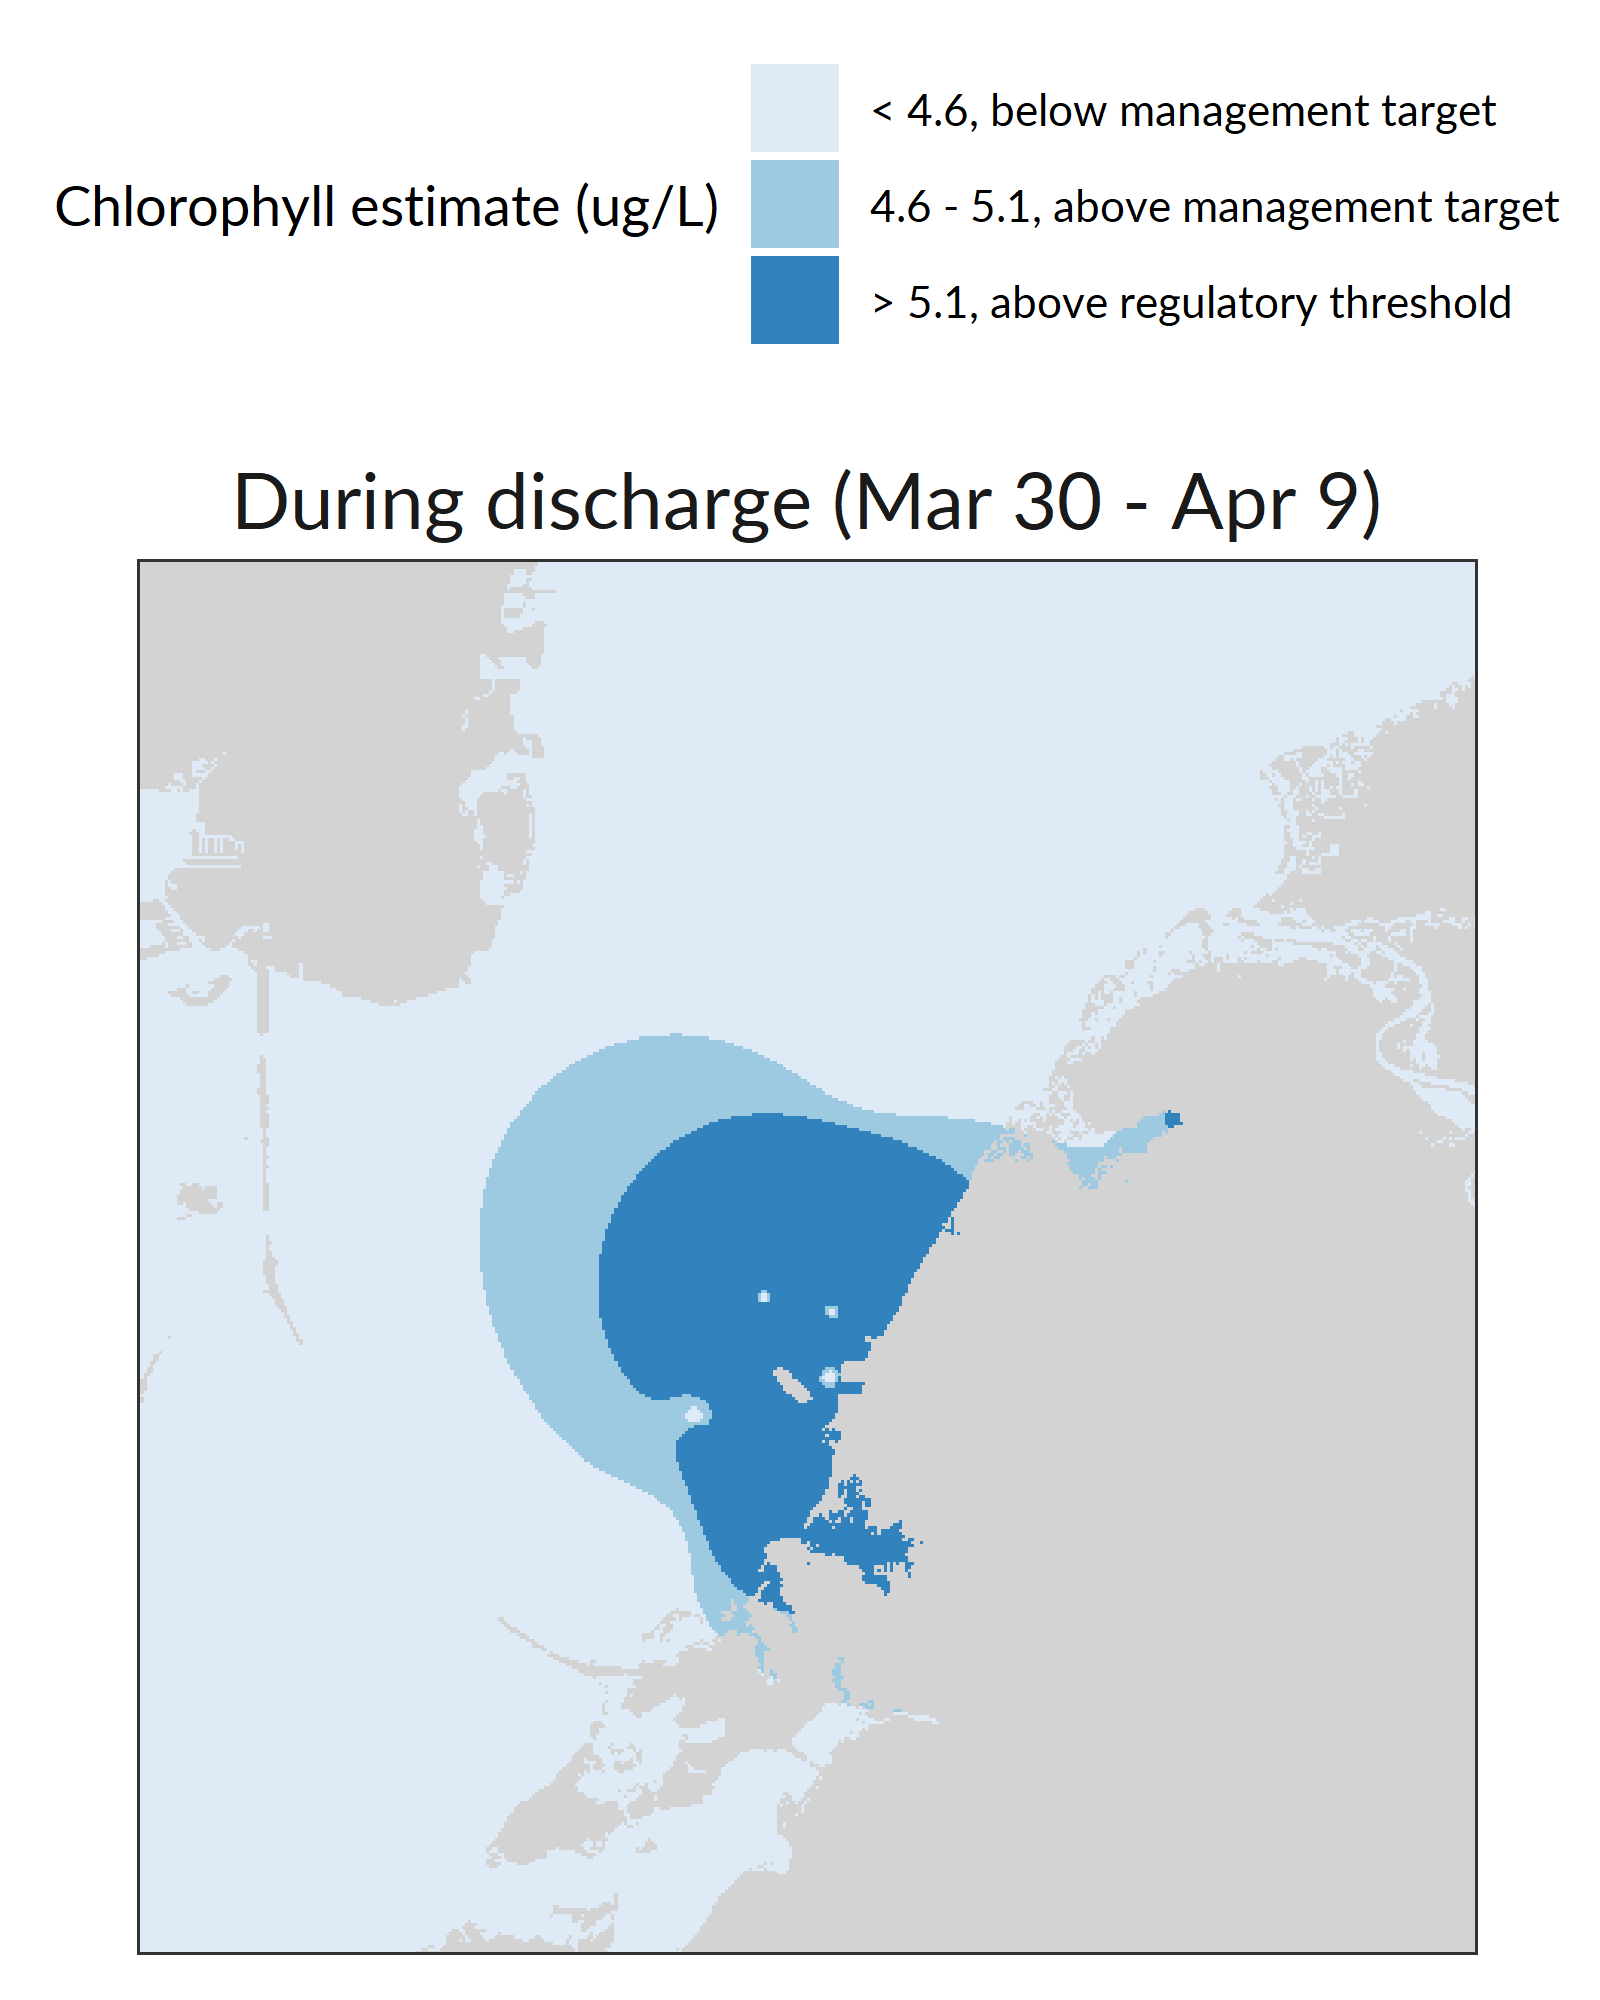 < 4.6, below management target
Chlorophyll estimate (ug/L)
4.6 - 5.1, above management target
> 5.1, above regulatory threshold
During discharge (Mar 30 - Apr 9)